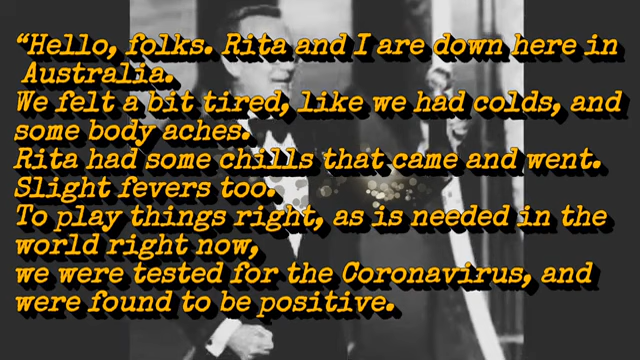 “Hello, folks. Rita and I are down here in
Australia.
We felt a bit tired, like we had colds, and
some body aches.
Rita had some chills that came and went.
Slight fevers too.
To play things right, as is needed in the
world right now,
we were tested for the Coronavirus, and
were found to be positive.